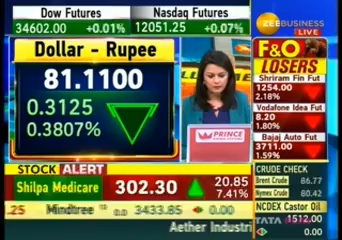 Dow Futures
34602.00 +0.01%
Nasdaq Futures
12051.25 +0.07%
ZEE BUSINESS
LIVE
Dollar - Rupee
81.1100
0.3125
0.3807%
F&O
LOSERS
Shriram Fin Fut
1254.00
2.18%
Vodafone Idea Fut
8.20
1.80%
Bajaj Auto Fut
3711.00
1.59%
PRINCE
STOCK ALERT
Shilpa Medicare 302.30 20.85
7.41%
CRUDE CHECK
Brent Crude 86.77
Nymex Crude 80.42
NCDEX Castor Oil
1512.00
0.00
Mindtree 3433.85 0.00
Aether Industri